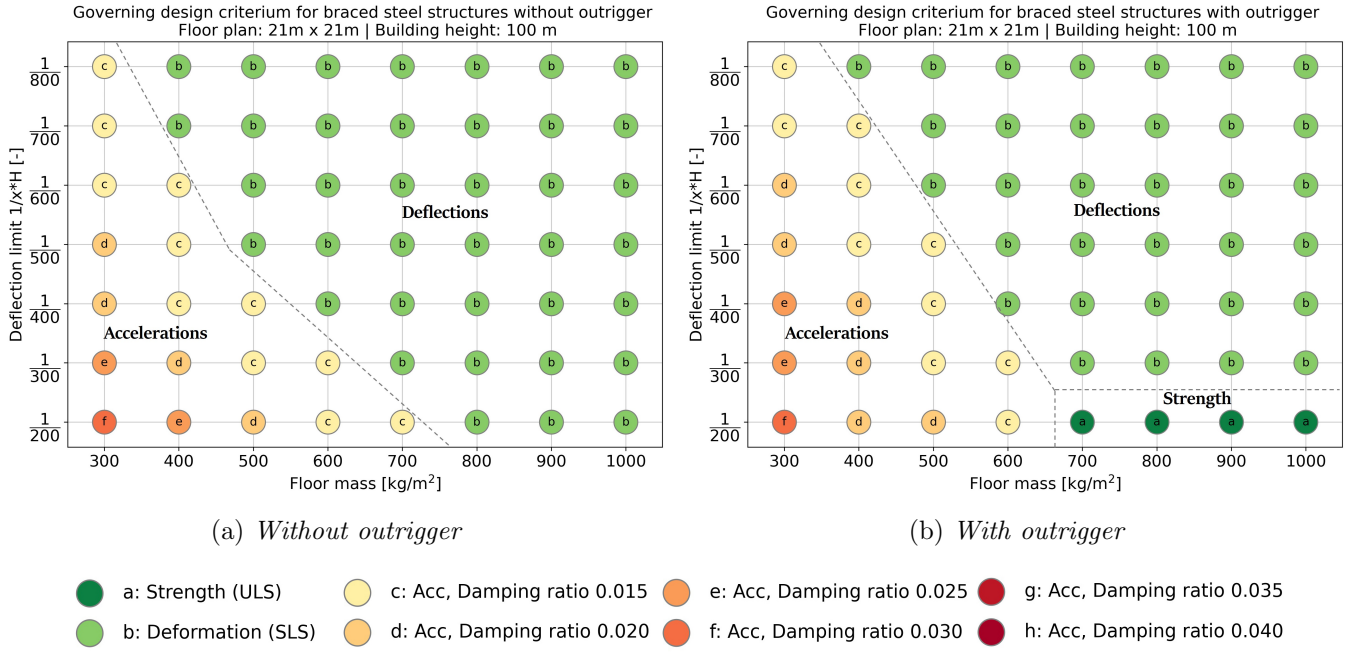 Governing design criterium for braced steel structures without outrigger
Floor plan: 21m x 21m | Building height: 100 m
Deflection limit 1/x*H [-]
1/800 c b b b b b b b
1/700 c b b b b b b b
1/600 c c b b b b b b
Deflections
1/500 d c b b b b b b
1/400 d c c b b b b b
Accelerations
1/300 e d c c b b b b
1/200 f e d c c b b b
300 400 500 600 700 800 900 1000
Floor mass [kg/m²]
(a) Without outrigger
Governing design criterium for braced steel structures with outrigger
Floor plan: 21m x 21m | Building height: 100 m
Deflection limit 1/x*H [-]
1/800 c b b b b b b b
1/700 c c b b b b b b
1/600 d c b b b b b b
Deflections
1/500 d c c b b b b b
1/400 e d c b b b b b
Accelerations
1/300 e d c c b b b b
Strength
1/200 f d d c a a a a
300 400 500 600 700 800 900 1000
Floor mass [kg/m²]
(b) With outrigger
a: Strength (ULS)
b: Deformation (SLS)
c: Acc, Damping ratio 0.015
d: Acc, Damping ratio 0.020
e: Acc, Damping ratio 0.025
f: Acc, Damping ratio 0.030
g: Acc, Damping ratio 0.035
h: Acc, Damping ratio 0.040